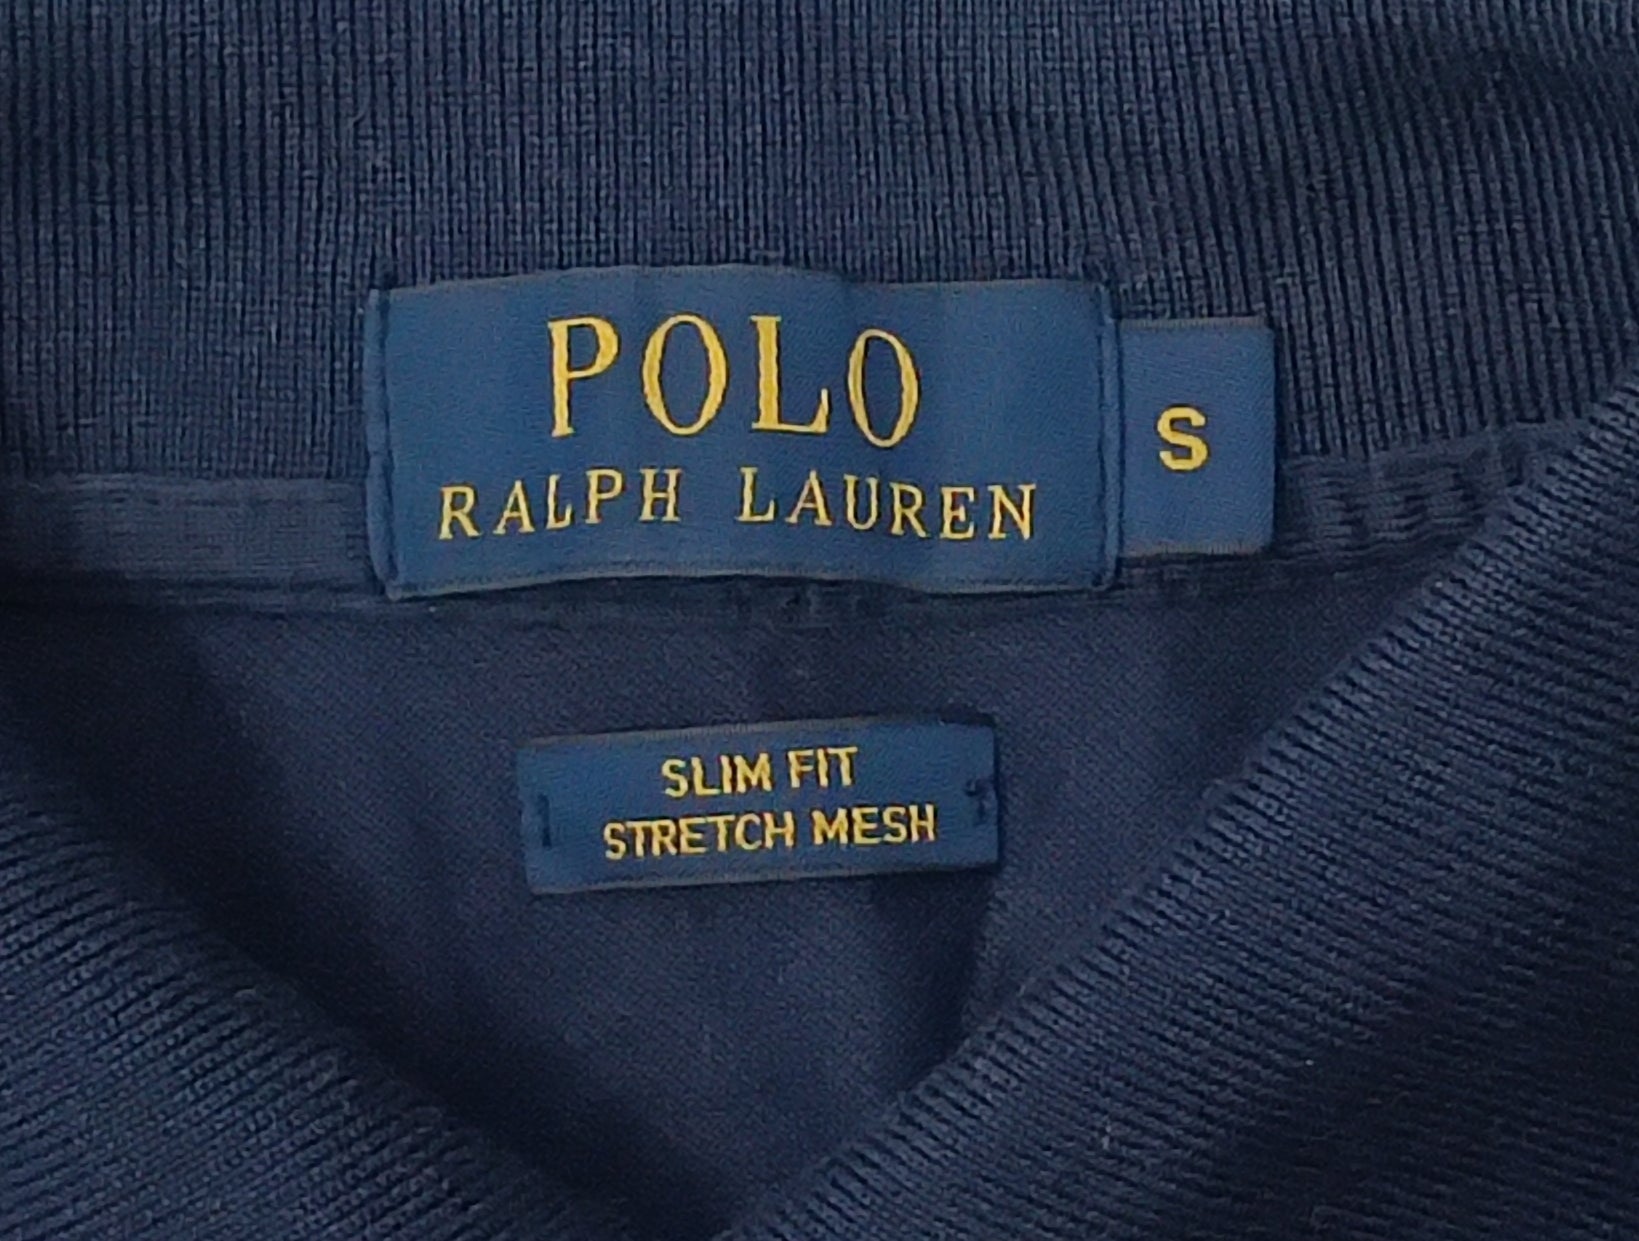 POLO
RALPH LAUREN
S
SLIM FIT
STRETCH MESH